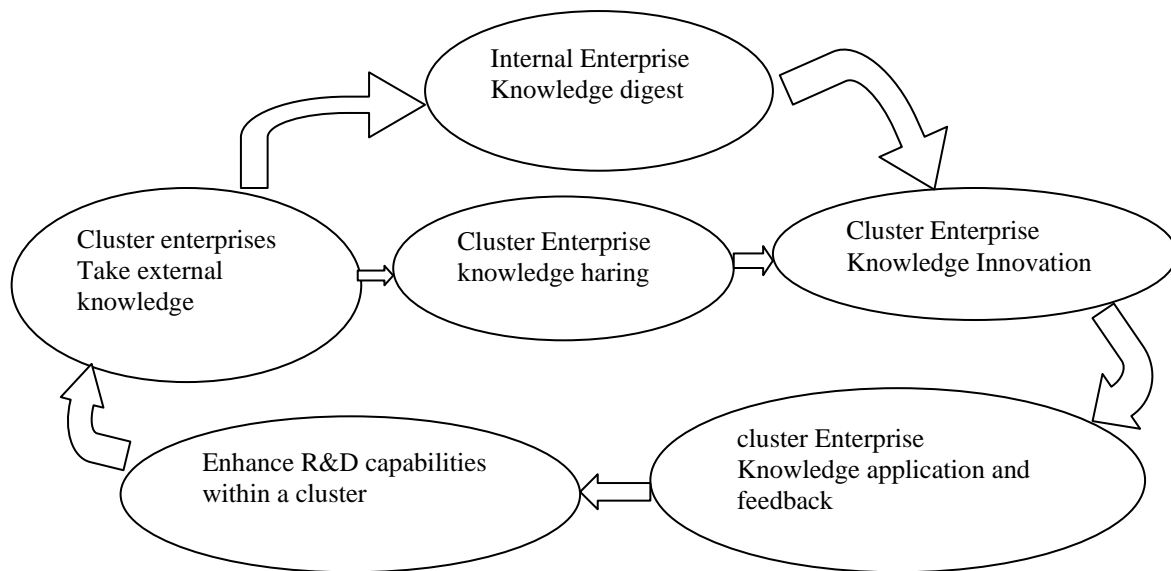 Internal Enterprise
Knowledge digest
Cluster enterprises
Take external
knowledge
Cluster Enterprise
knowledge haring
Cluster Enterprise
Knowledge Innovation
Enhance R&D capabilities
within a cluster
cluster Enterprise
Knowledge application and
feedback